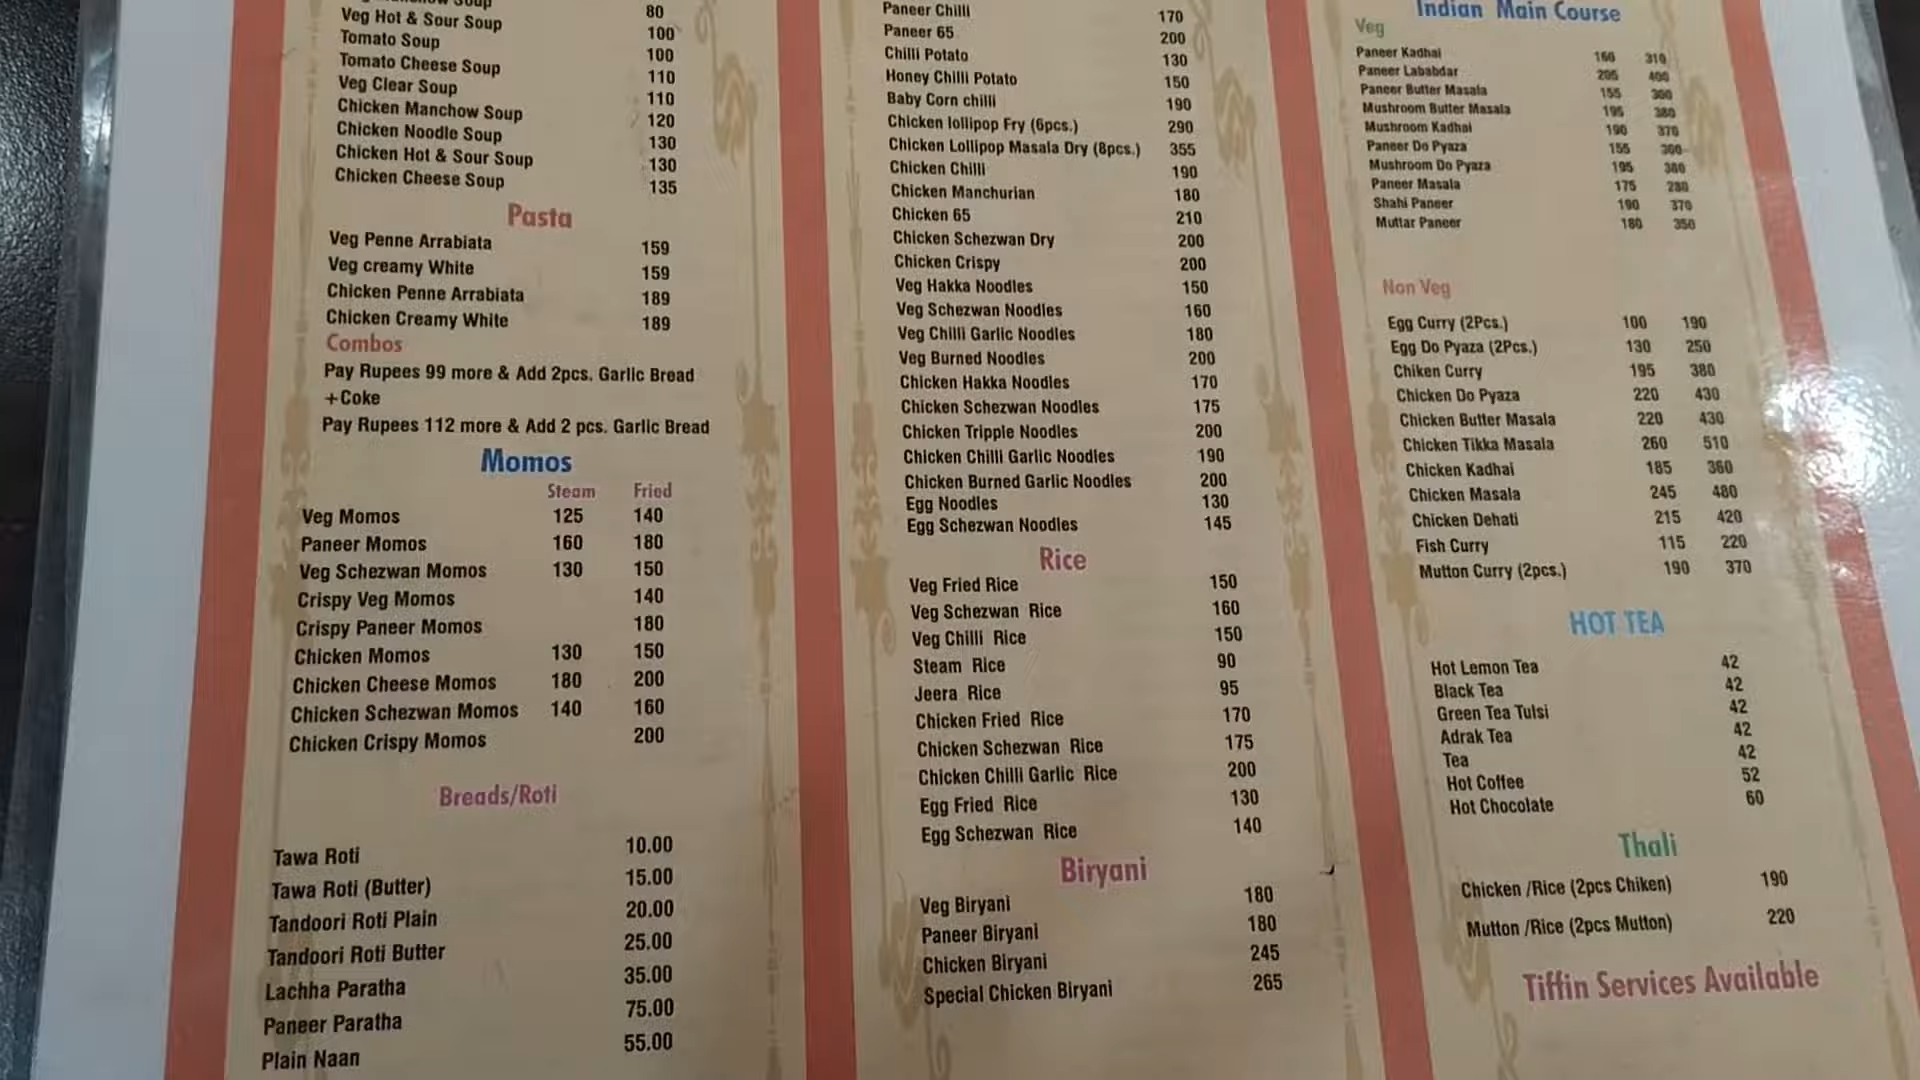 Soup 80
Veg Hot & Sour Soup 100
Tomato Soup 100
Tomato Cheese Soup 110
Veg Clear Soup 110
Chicken Manchow Soup 120
Chicken Noodle Soup 130
Chicken Hot & Sour Soup 130
Chicken Cheese Soup 135
Pasta
Veg Penne Arrabiata 159
Veg creamy White 159
Chicken Penne Arrabiata 189
Chicken Creamy White 189
Combos
Pay Rupees 99 more & Add 2pcs. Garlic Bread
+Coke
Pay Rupees 112 more & Add 2 pcs. Garlic Bread
Momos
Steam Fried
Veg Momos 125 140
Paneer Momos 160 180
Veg Schezwan Momos 130 150
Crispy Veg Momos 140
Crispy Paneer Momos 180
Chicken Momos 130 150
Chicken Cheese Momos 180 200
Chicken Schezwan Momos 140 160
Chicken Crispy Momos 200
Breads/Roti
Tawa Roti 10.00
Tawa Roti (Butter) 15.00
Tandoori Roti Plain 20.00
Tandoori Roti Butter 25.00
Lachha Paratha 35.00
Paneer Paratha 75.00
Plain Naan 55.00
Paneer Chilli 170
Paneer 65 200
Chilli Potato 130
Honey Chilli Potato 150
Baby Corn chilli 190
Chicken lollipop Fry (6pcs.) 290
Chicken Lollipop Masala Dry (8pcs.) 355
Chicken Chilli 190
Chicken Manchurian 180
Chicken 65 210
Chicken Schezwan Dry 200
Chicken Crispy 200
Veg Hakka Noodles 150
Veg Schezwan Noodles 160
Veg Chilli Garlic Noodles 180
Veg Burned Noodles 200
Chicken Hakka Noodles 170
Chicken Schezwan Noodles 175
Chicken Tripple Noodles 200
Chicken Chilli Garlic Noodles 190
Chicken Burned Garlic Noodles 200
Egg Noodles 130
Egg Schezwan Noodles 145
Rice
Veg Fried Rice 150
Veg Schezwan Rice 160
Veg Chilli Rice 150
Steam Rice 90
Jeera Rice 95
Chicken Fried Rice 170
Chicken Schezwan Rice 175
Chicken Chilli Garlic Rice 200
Egg Fried Rice 130
Egg Schezwan Rice 140
Biryani
Veg Biryani 180
Paneer Biryani 180
Chicken Biryani 245
Special Chicken Biryani 265
Indian Main Course
Veg
Paneer Kadhai 160 310
Paneer Lababdar 205 400
Paneer Butter Masala 155 300
Mushroom Butter Masala 195 380
Mushroom Kadhai 190 370
Paneer Do Pyaza 155 300
Mushroom Do Pyaza 195 380
Paneer Masala 175
Shahi Paneer 190 370
Muttar Paneer 180 350
Non Veg
Egg Curry (2Pcs.) 100 190
Egg Do Pyaza (2Pcs.) 130 250
Chiken Curry 195 380
Chicken Do Pyaza 220 430
Chicken Butter Masala 220 430
Chicken Tikka Masala 260 510
Chicken Kadhai 185 360
Chicken Masala 245 480
Chicken Dehati 215 420
Fish Curry 115 220
Mutton Curry (2pcs.) 190 370
HOT TEA
Hot Lemon Tea 42
Black Tea 42
Green Tea Tulsi 42
Adrak Tea 42
Tea 42
Hot Coffee 52
Hot Chocolate 60
Thali
Chicken /Rice (2pcs Chiken) 190
Mutton /Rice (2pcs Mutton) 220
Tiffin Services Available